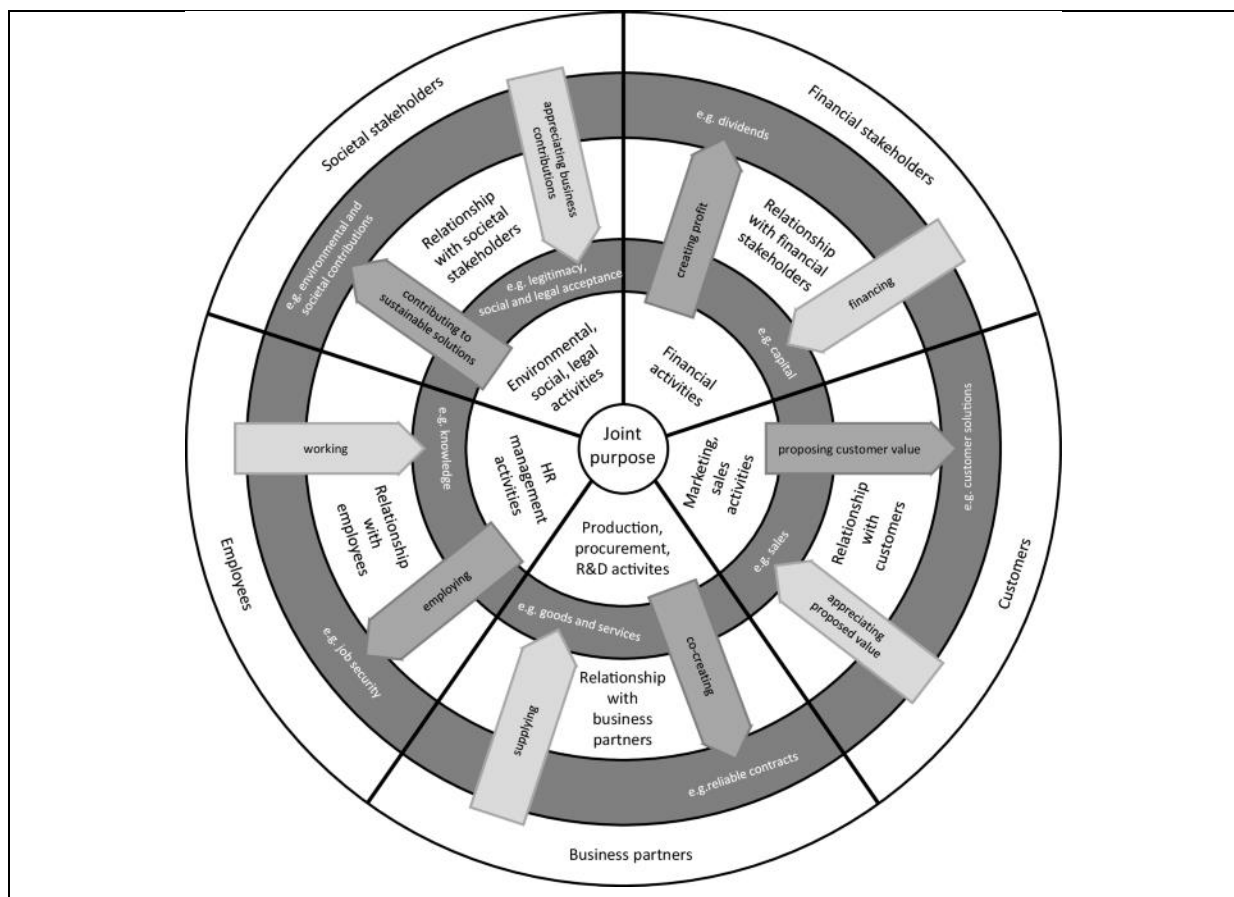 Societal stakeholders
Financial stakeholders
Customers
Business partners
Employees
e.g. environmental and
societal contributions
e.g. dividends
e.g. customer solutions
e.g.reliable contracts
e.g. job security
appreciating business
contributions
contributing to
sustainable solutions
creating profit
financing
proposing customer value
appreciating
proposed value
co-creating
supplying
employing
working
Relationship
with societal
stakeholders
Relationship
with financial
stakeholders
Relationship
with
customers
Relationship
with
business
partners
Relationship
with
employees
e.g. legitimacy,
social and legal acceptance
e.g. capital
e.g. sales
e.g. goods and services
e.g. knowledge
Environmental,
social, legal
activities
Financial
activities
Marketing,
sales
activities
Production,
procurement,
R&D activites
HR
management
activities
Joint
purpose